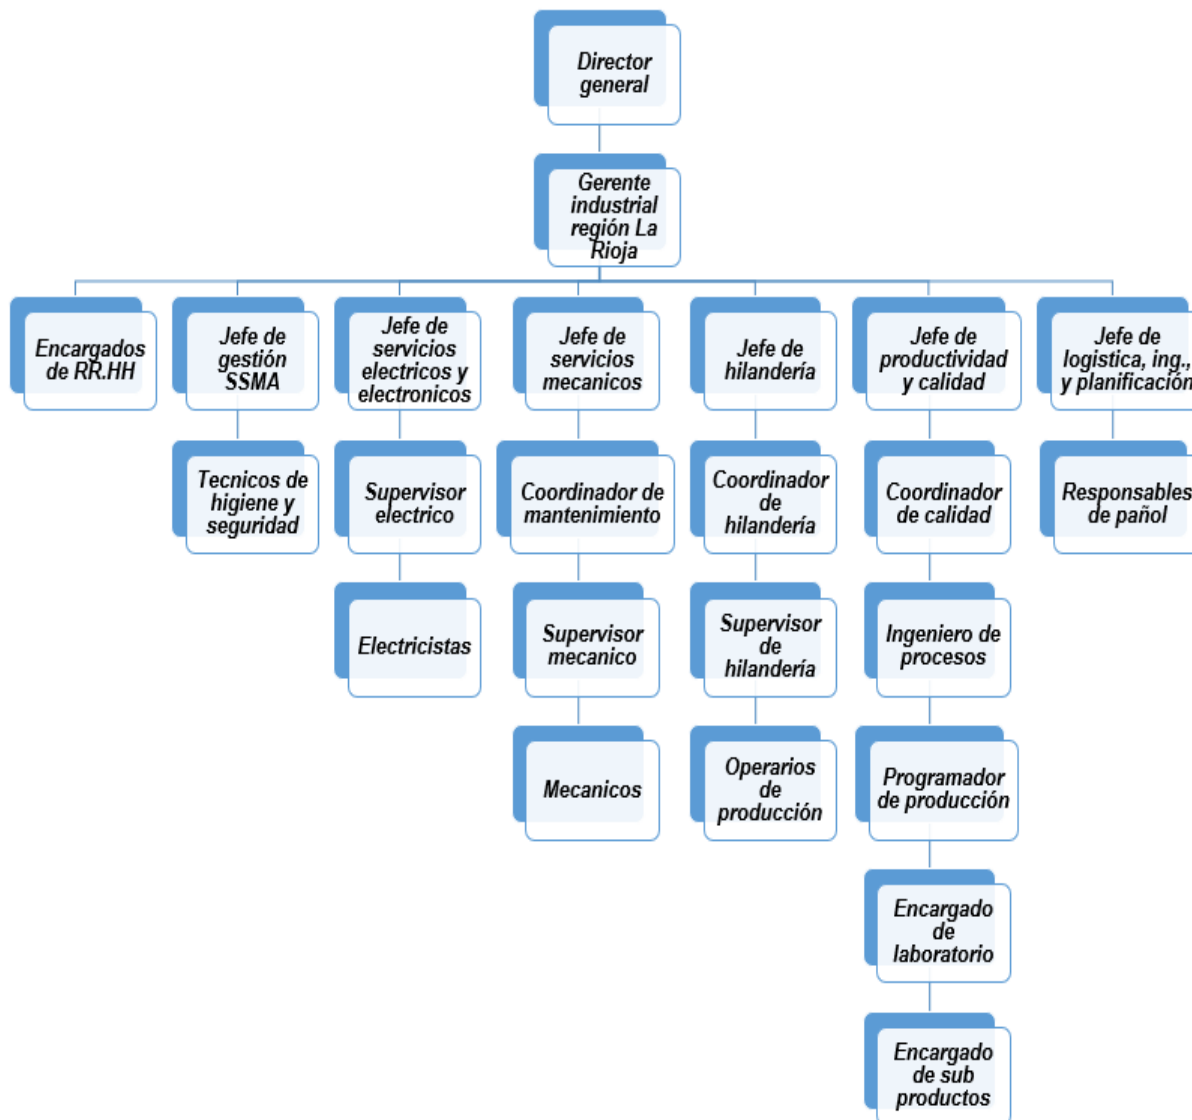 Director
general
Gerente
industrial
región La
Rioja
Encargados
de RR.HH
Jefe de
gestión
SSMA
Jefe de
servicios
electricos y
electronicos
Jefe de
servicios
mecanicos
Jefe de
hilandería
Jefe de
productividad
y calidad
Jefe de
logistica, ing.,
y planificación
Tecnicos de
higiene y
seguridad
Supervisor
electrico
Coordinador de
mantenimiento
Coordinador
de
hilandería
Coordinador
de calidad
Responsables
de pañol
Electricistas
Supervisor
mecanico
Supervisor
de
hilandería
Ingeniero de
procesos
Mecanicos
Operarios
de
producción
Programador
de producción
Encargado
de
laboratorio
Encargado
de sub
productos